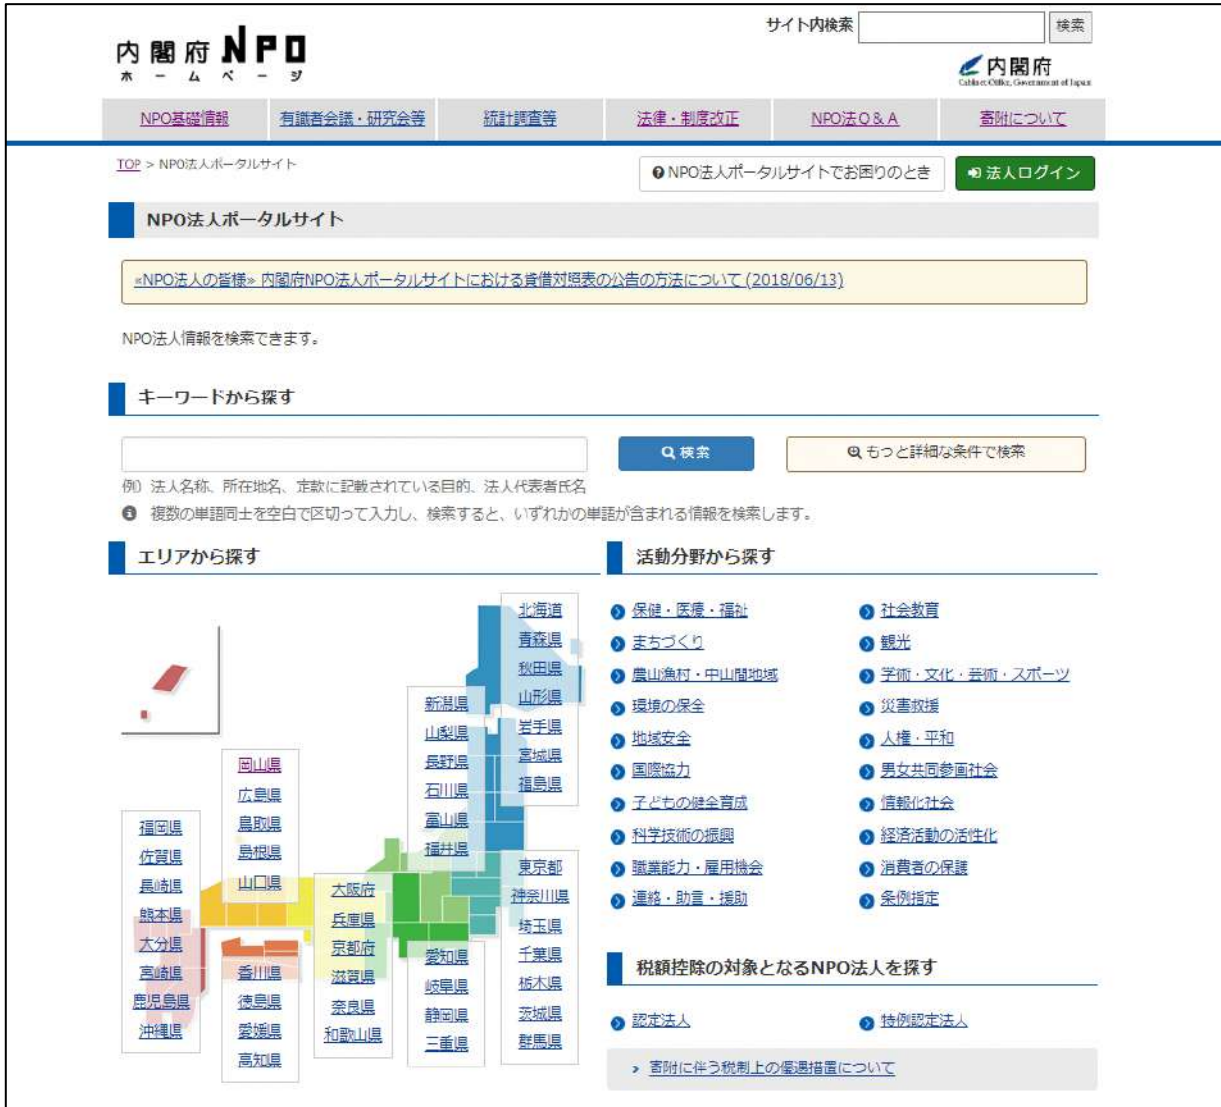 サイト内検索
検索
内閣府 NPO
ホームページ
内閣府
Cabinet Office, Government of Japan
NPO基礎情報 有識者会議・研究会等 統計調査等 法律・制度改正 NPO法Q&A 寄附について
TOP > NPO法人ポータルサイト
NPO法人ポータルサイトでお困りのとき
法人ログイン
NPO法人ポータルサイト
«NPO法人の皆様» 内閣府NPO法人ポータルサイトにおける貸借対照表の公告の方法について (2018/06/13)
NPO法人情報を検索できます。
キーワードから探す
検索
もっと詳細な条件で検索
例) 法人名称、所在地名、定款に記載されている目的、法人代表者氏名
複数の単語同士を空白で区切って入力し、検索すると、いずれかの単語が含まれる情報を検索します。
エリアから探す
北海道
青森県
秋田県
山形県
岩手県
宮城県
福島県
新潟県
山梨県
長野県
石川県
富山県
福井県
岡山県
広島県
鳥取県
島根県
山口県
福岡県
佐賀県
長崎県
熊本県
大分県
宮崎県
鹿児島県
沖縄県
香川県
徳島県
愛媛県
高知県
大阪府
兵庫県
京都府
滋賀県
奈良県
和歌山県
愛知県
岐阜県
静岡県
三重県
東京都
神奈川県
埼玉県
千葉県
栃木県
茨城県
群馬県
活動分野から探す
保健・医療・福祉 社会教育
まちづくり 観光
農山漁村・中山間地域 学術・文化・芸術・スポーツ
環境の保全 災害救援
地域安全 人権・平和
国際協力 男女共同参画社会
子どもの健全育成 情報化社会
科学技術の振興 経済活動の活性化
職業能力・雇用機会 消費者の保護
連絡・助言・援助 条例指定
税額控除の対象となるNPO法人を探す
認定法人 特例認定法人
寄附に伴う税制上の優遇措置について